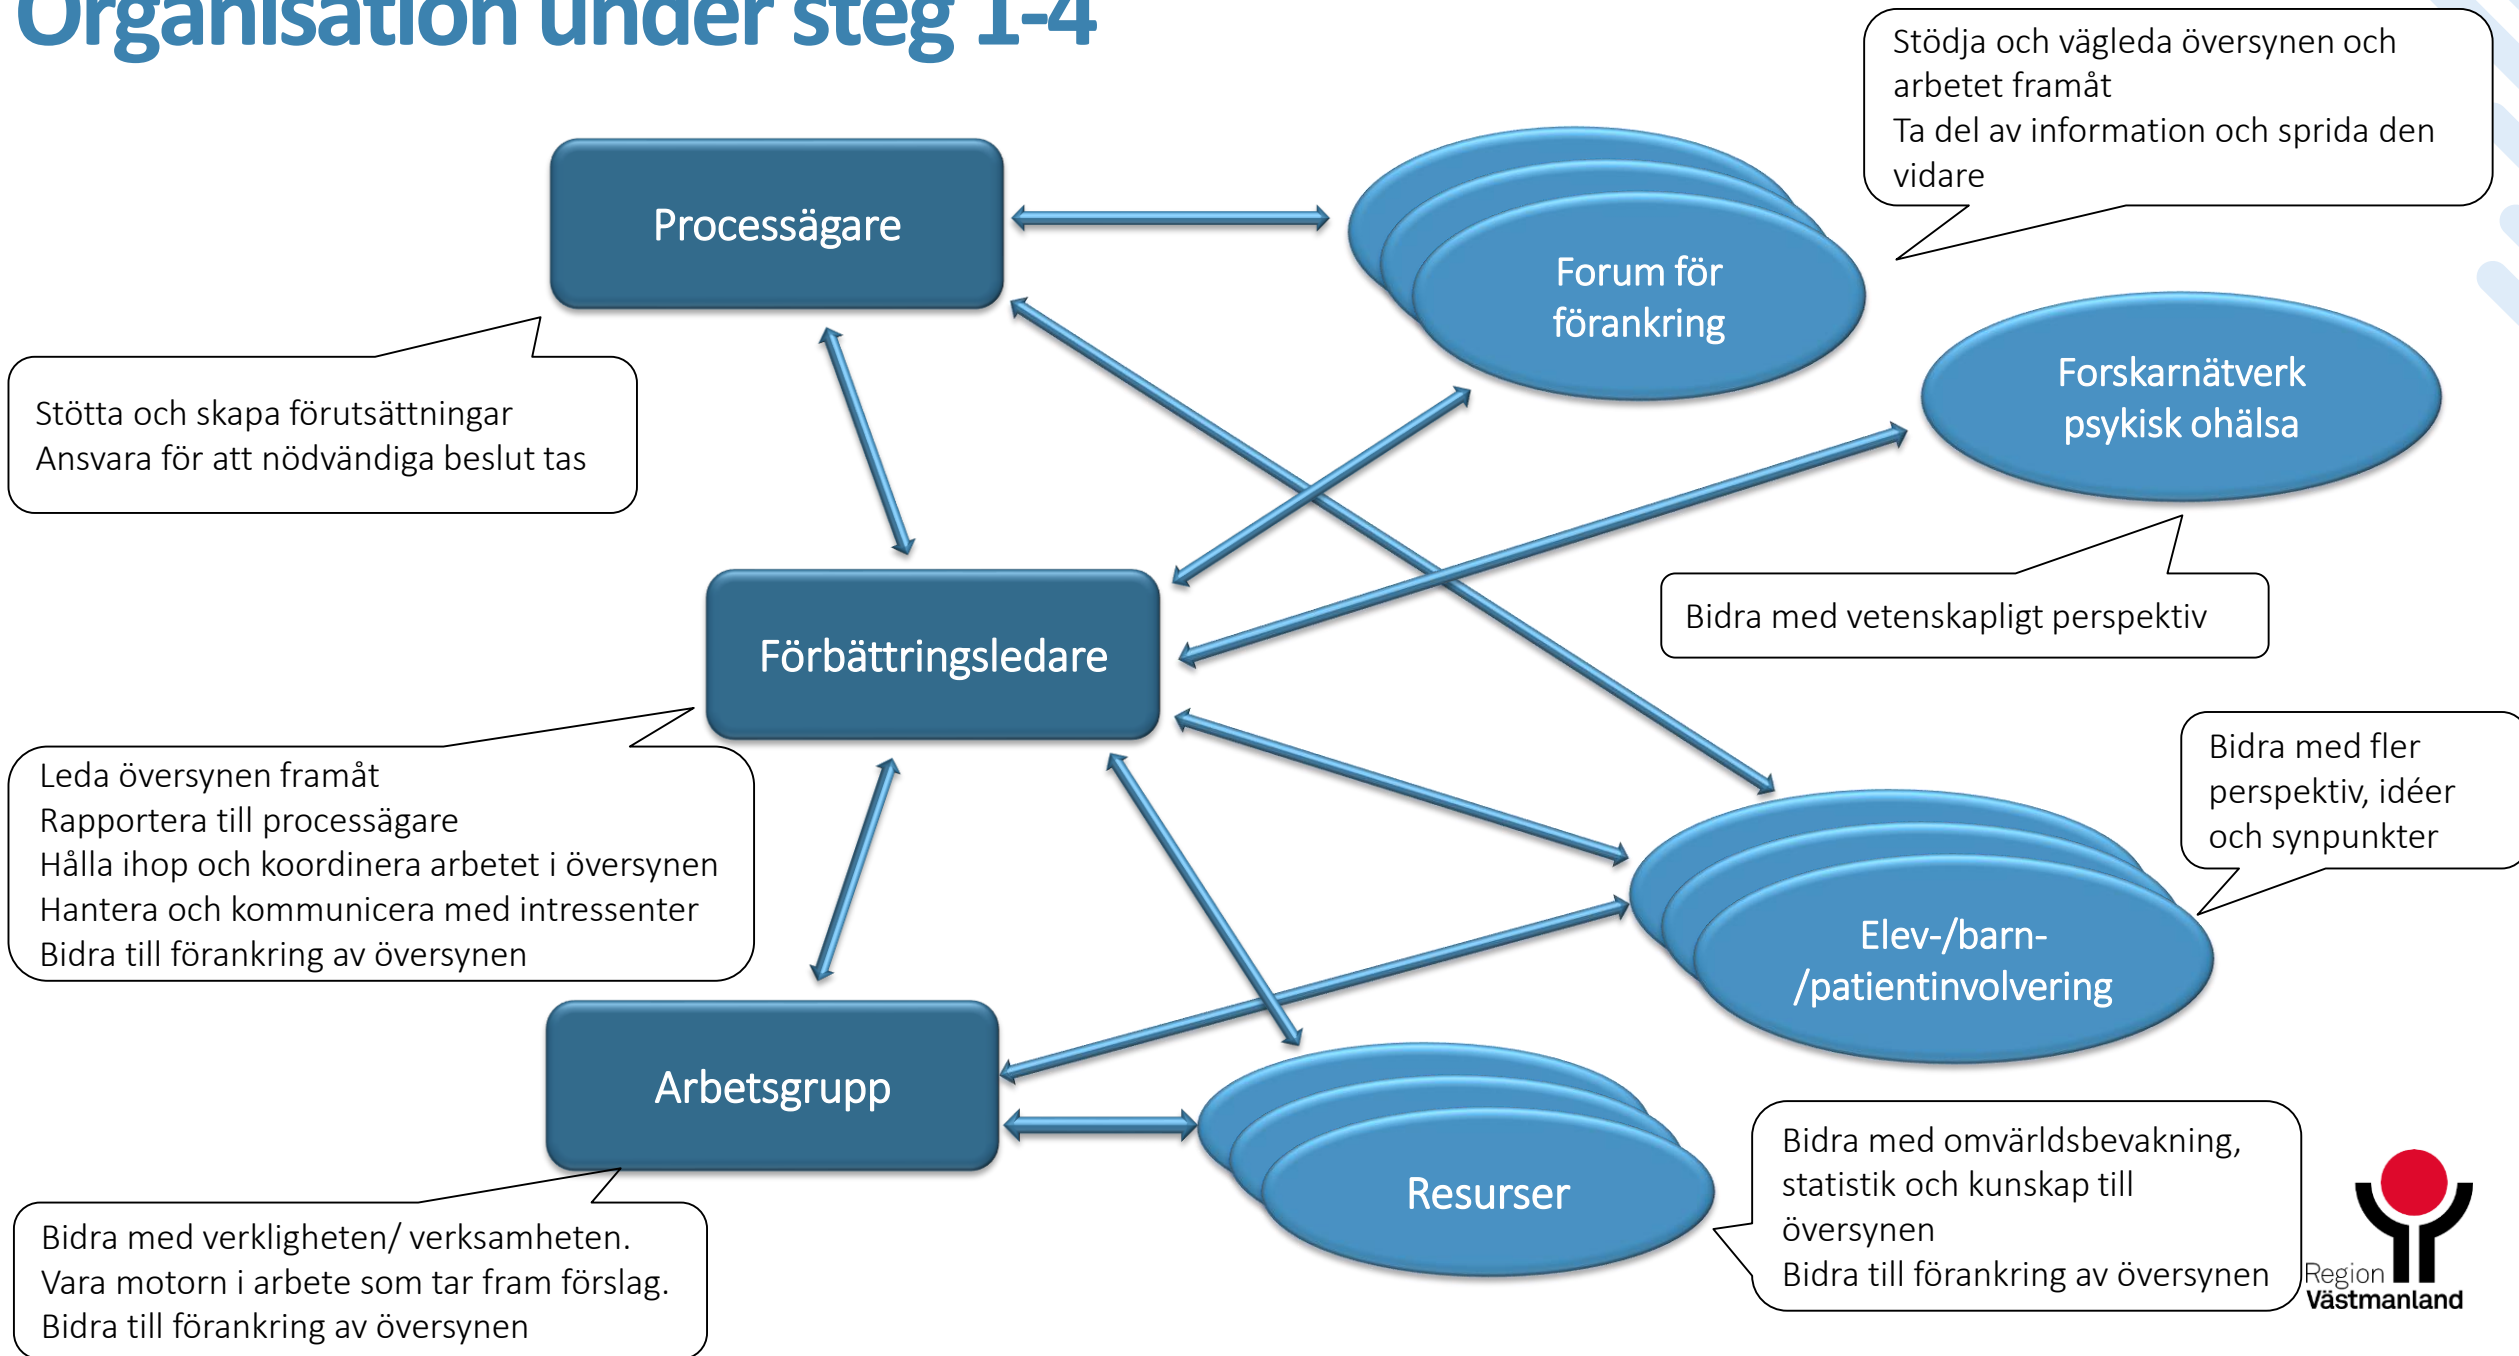 Organisation under steg 1-4
Stödja och vägleda översynen och
arbetet framåt
Ta del av information och sprida den
vidare
Processägare
Forum för
förankring
Forskarnätverk
psykisk ohälsa
Stötta och skapa förutsättningar
Ansvara för att nödvändiga beslut tas
Bidra med vetenskapligt perspektiv
Förbättringsledare
Leda översynen framåt
Rapportera till processägare
Hålla ihop och koordinera arbetet i översynen
Hantera och kommunicera med intressenter
Bidra till förankring av översynen
Bidra med fler
perspektiv, idéer
och synpunkter
Elev-/barn-
/patientinvolvering
Arbetsgrupp
Resurser
Bidra med omvärldsbevakning,
statistik och kunskap till
översynen
Bidra till förankring av översynen
Bidra med verkligheten/ verksamheten.
Vara motorn i arbete som tar fram förslag.
Bidra till förankring av översynen
Region
Västmanland